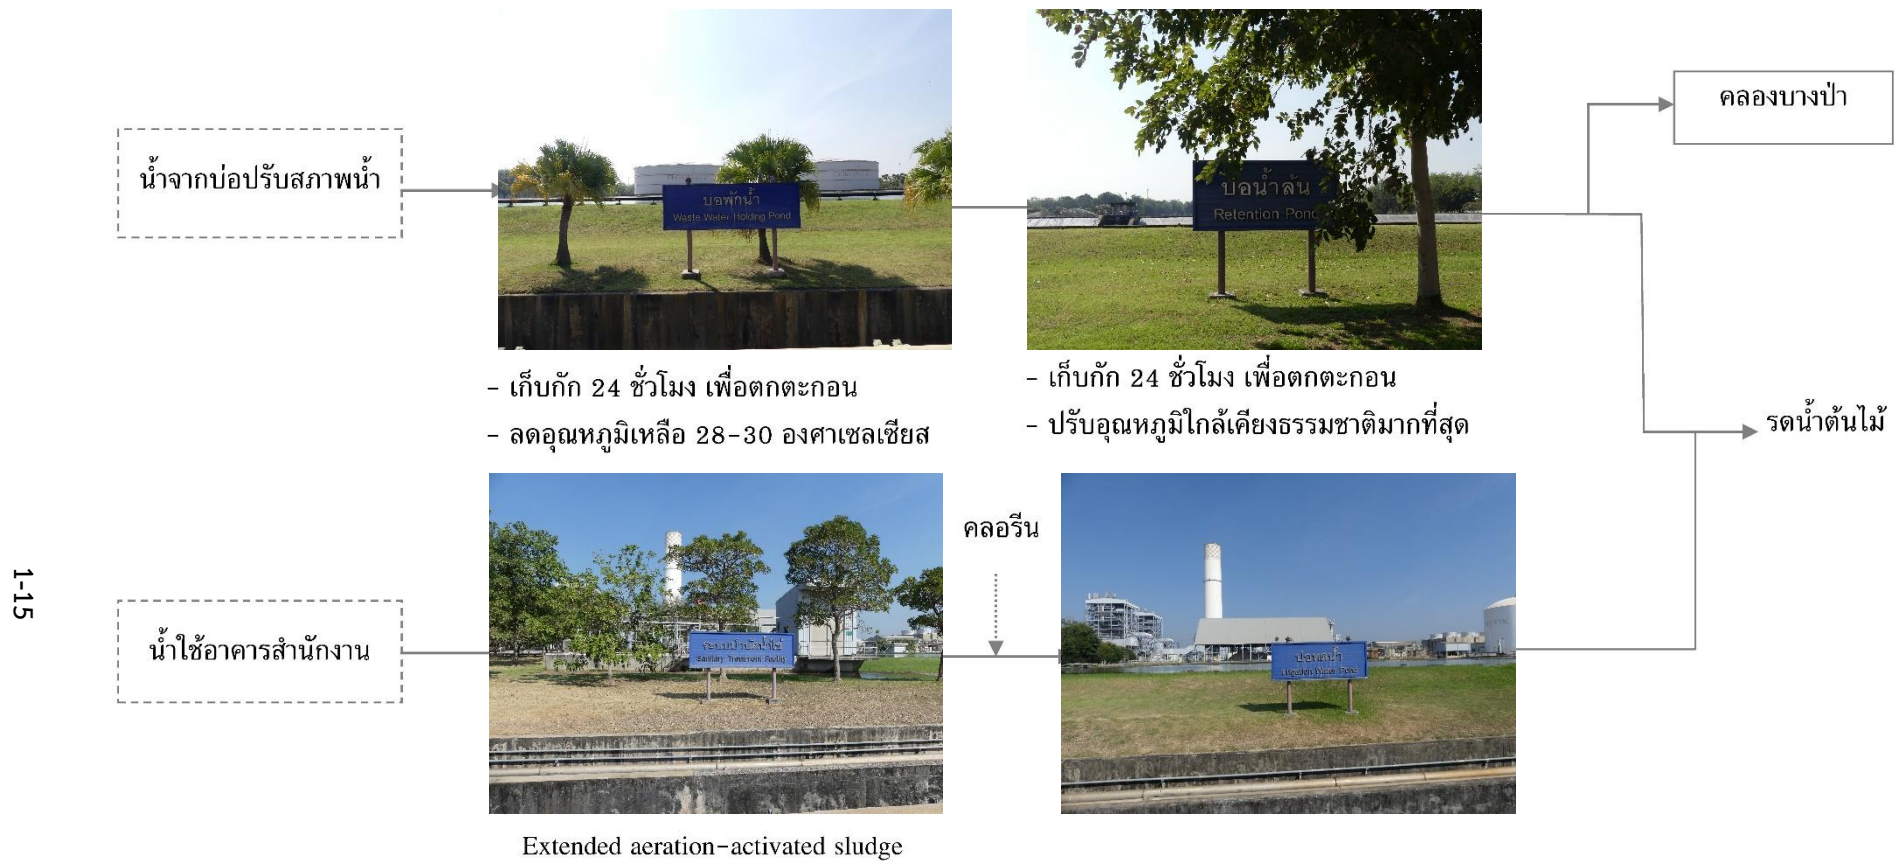 น้ำจากบ่อปรับสภาพน้ำ
บ่อพักน้ำ
Waste Water Holding Pond
บ่อน้ำล้น
Retention Pond
คลองบางป่า
- เก็บกัก 24 ชั่วโมง เพื่อตกตะกอน
- ลดอุณหภูมิเหลือ 28-30 องศาเซลเซียส
- เก็บกัก 24 ชั่วโมง เพื่อตกตะกอน
- ปรับอุณหภูมิใกล้เคียงธรรมชาติมากที่สุด
รดน้ำต้นไม้
น้ำใช้อาคารสำนักงาน
Sanitary Treatment Facility
คลอรีน
Irrigation Water Pond
Extended aeration-activated sludge
1-15